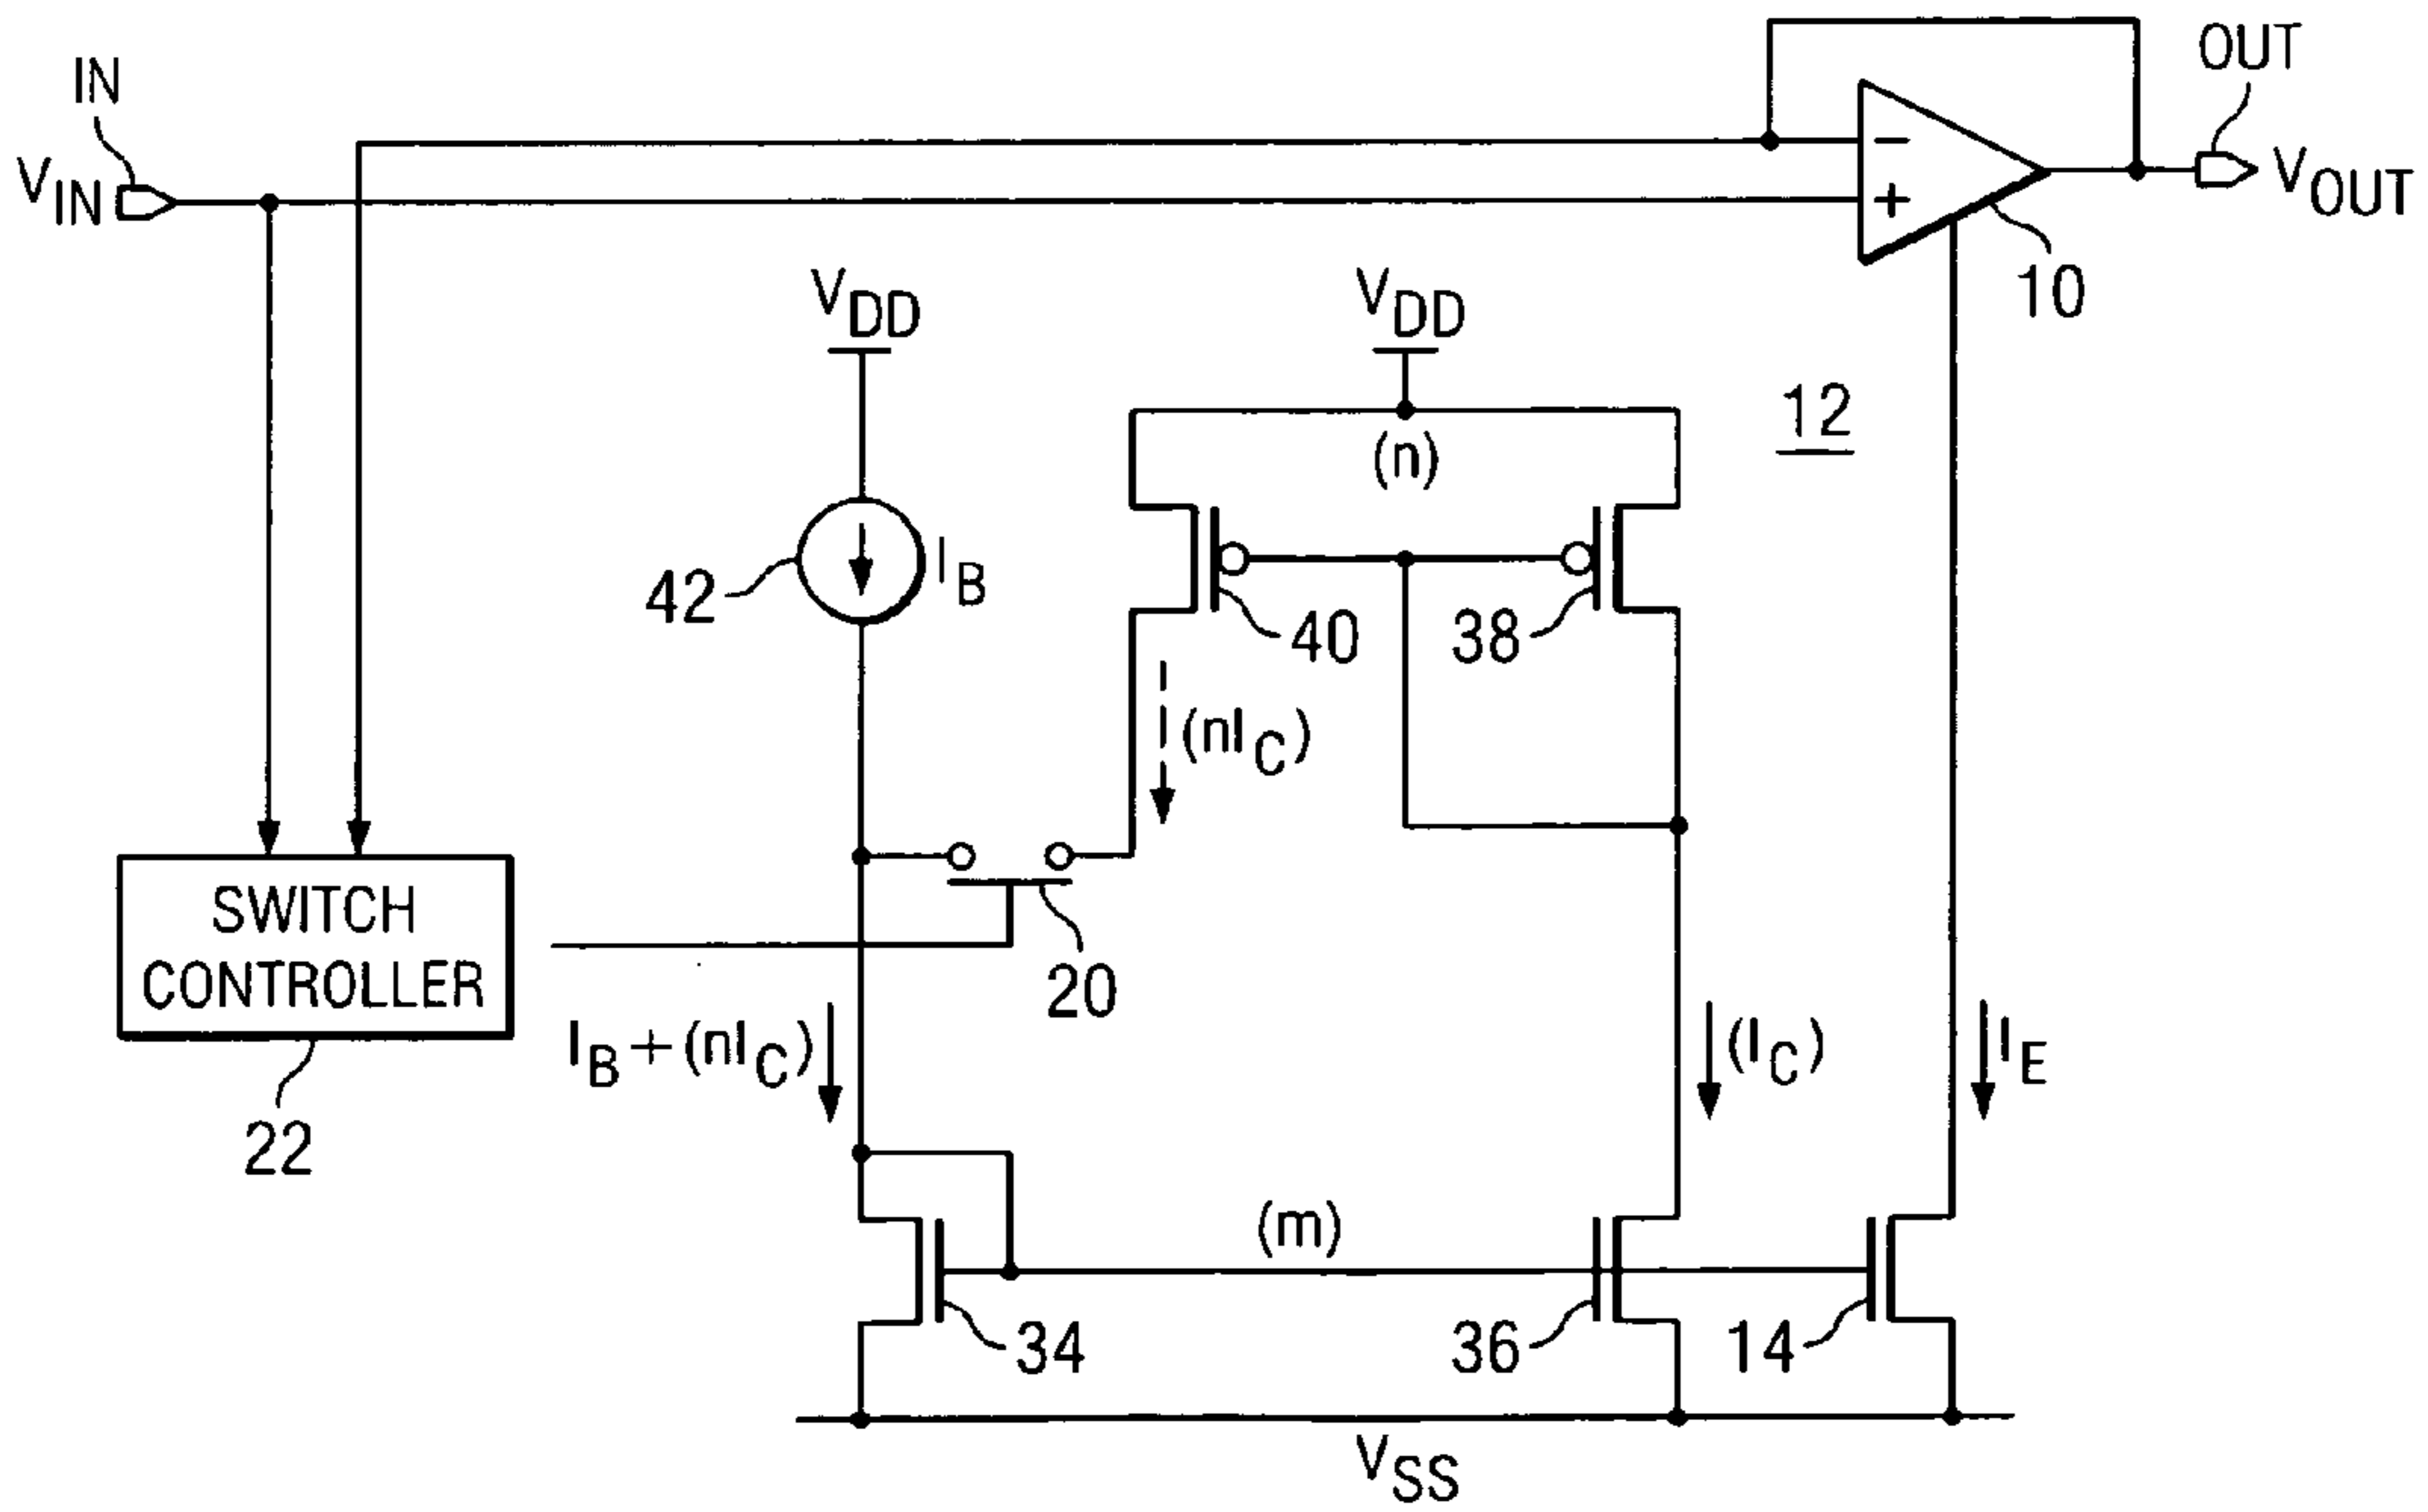 IN
OUT
V_IN
V_OUT
−
+
10
V_DD
V_DD
12
(n)
42
I_B
40
38
(nI_C)
SWITCH
CONTROLLER
20
I_B+(nI_C)
(I_C)
I_E
22
(m)
34
36
14
V_SS